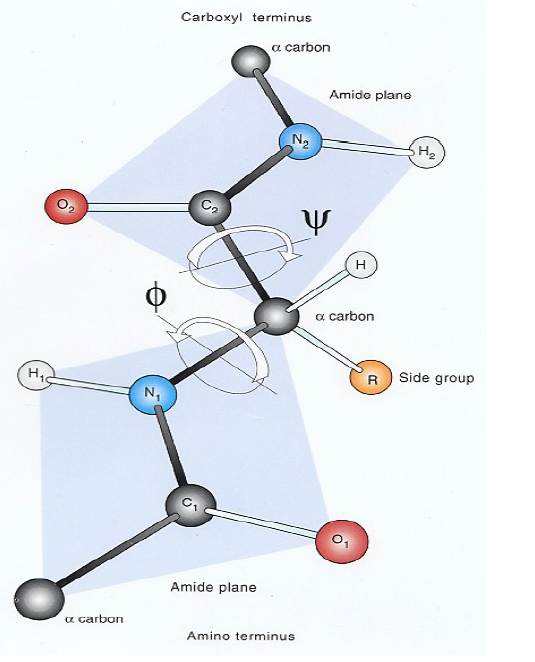 Carboxyl terminus
α carbon
Amide plane
N₂
H₂
O₂
C₂
ψ
H
ϕ
α carbon
H₁
R
Side group
N₁
C₁
O₁
Amide plane
α carbon
Amino terminus